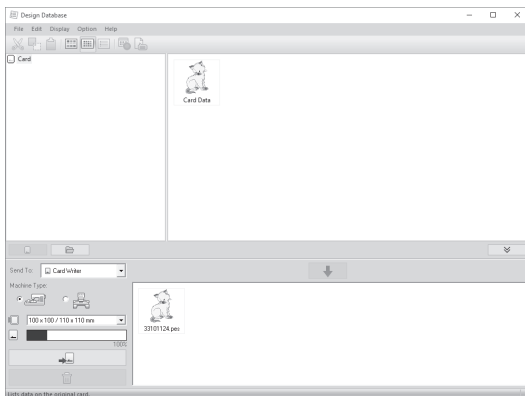 Design Database
File Edit Display Option Help
Card
Card Data
Send To: Card Writer
Machine Type:
100 x 100 / 110 x 110 mm
100%
33101124.pes
Lists data on the original card.